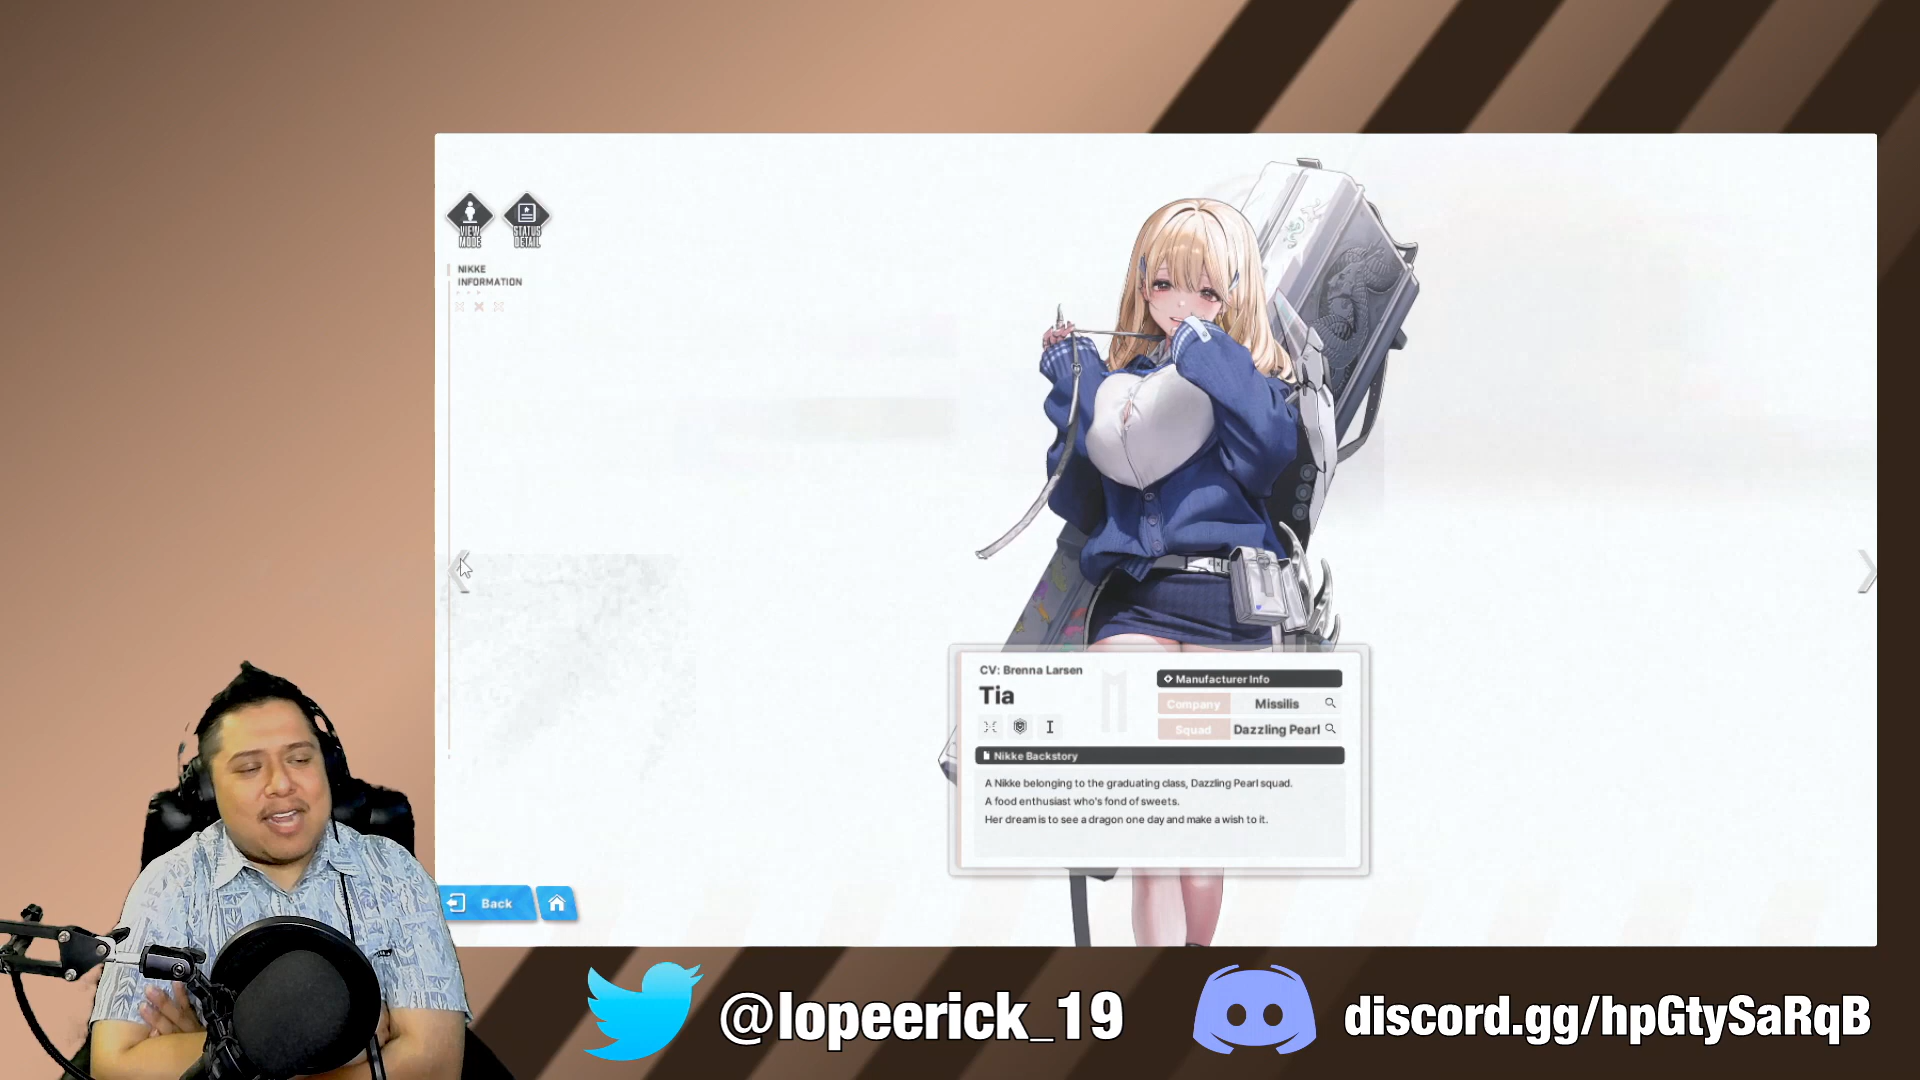 VIEW
MODE
STATUS
DETAIL
NIKKE
INFORMATION
CV: Brenna Larsen
Tia
Manufacturer Info
Company Missilis
Squad Dazzling Pearl
Nikke Backstory
A Nikke belonging to the graduating class, Dazzling Pearl squad.
A food enthusiast who's fond of sweets.
Her dream is to see a dragon one day and make a wish to it.
Back
@lopeerick_19
discord.gg/hpGtySaRqB